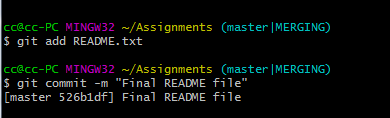 cc@cc-PC MINGW32 ~/Assignments (master|MERGING)
$ git add README.txt
cc@cc-PC MINGW32 ~/Assignments (master|MERGING)
$ git commit -m "Final README file"
[master 526b1df] Final README file